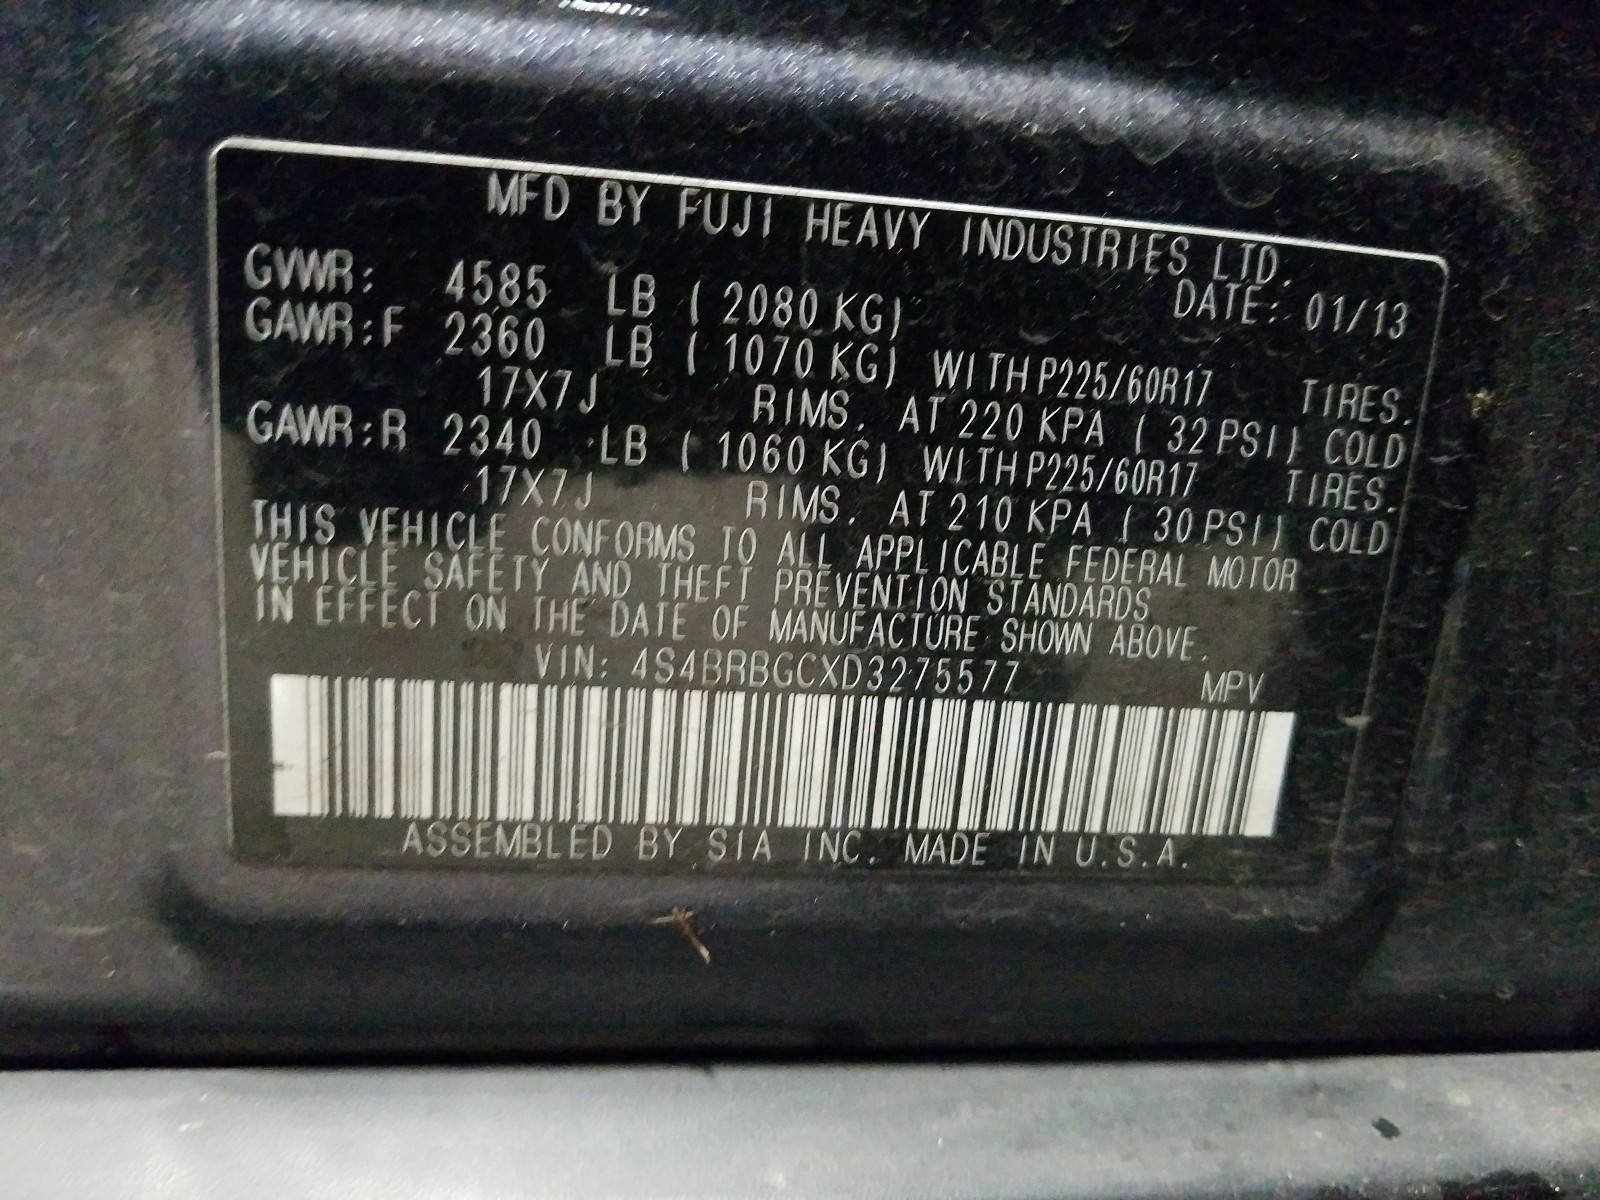 MFD BY FUJI HEAVY INDUSTRIES LTD.
GVWR: 4585 LB ( 2080 KG) DATE: 01/13
GAWR:F 2360 LB ( 1070 KG) WITH P225/60R17 TIRES.
17X7J RIMS. AT 220 KPA ( 32 PSI) COLD
GAWR:R 2340 LB ( 1060 KG) WITH P225/60R17 TIRES.
17X7J RIMS. AT 210 KPA ( 30 PSI) COLD
THIS VEHICLE CONFORMS TO ALL APPLICABLE FEDERAL MOTOR
VEHICLE SAFETY AND THEFT PREVENTION STANDARDS
IN EFFECT ON THE DATE OF MANUFACTURE SHOWN ABOVE.
VIN: 4S4BRBGCXD3275577 MPV
ASSEMBLED BY SIA INC. MADE IN U.S.A.